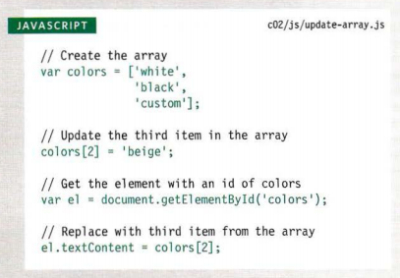 JAVASCRIPT
c02/js/update-array.js
// Create the array
var colors = ['white',
'black',
'custom'];
// Update the third item in the array
colors[2] = 'beige';
// Get the element with an id of colors
var el = document.getElementById('colors');
// Replace with third item from the array
el.textContent = colors[2];